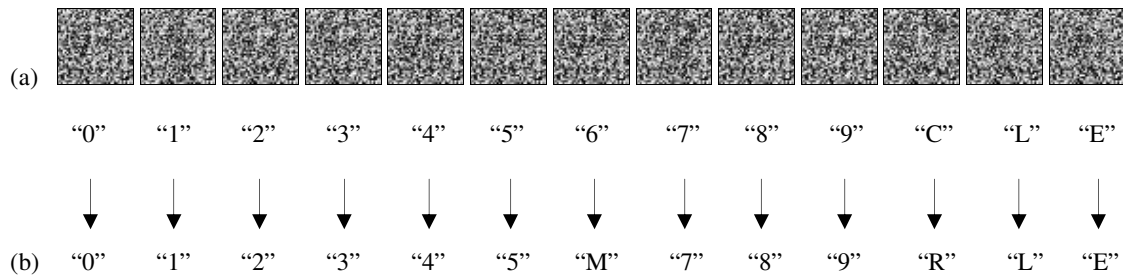 (a)
“0” “1” “2” “3” “4” “5” “6” “7” “8” “9” “C” “L” “E”
(b) “0” “1” “2” “3” “4” “5” “M” “7” “8” “9” “R” “L” “E”